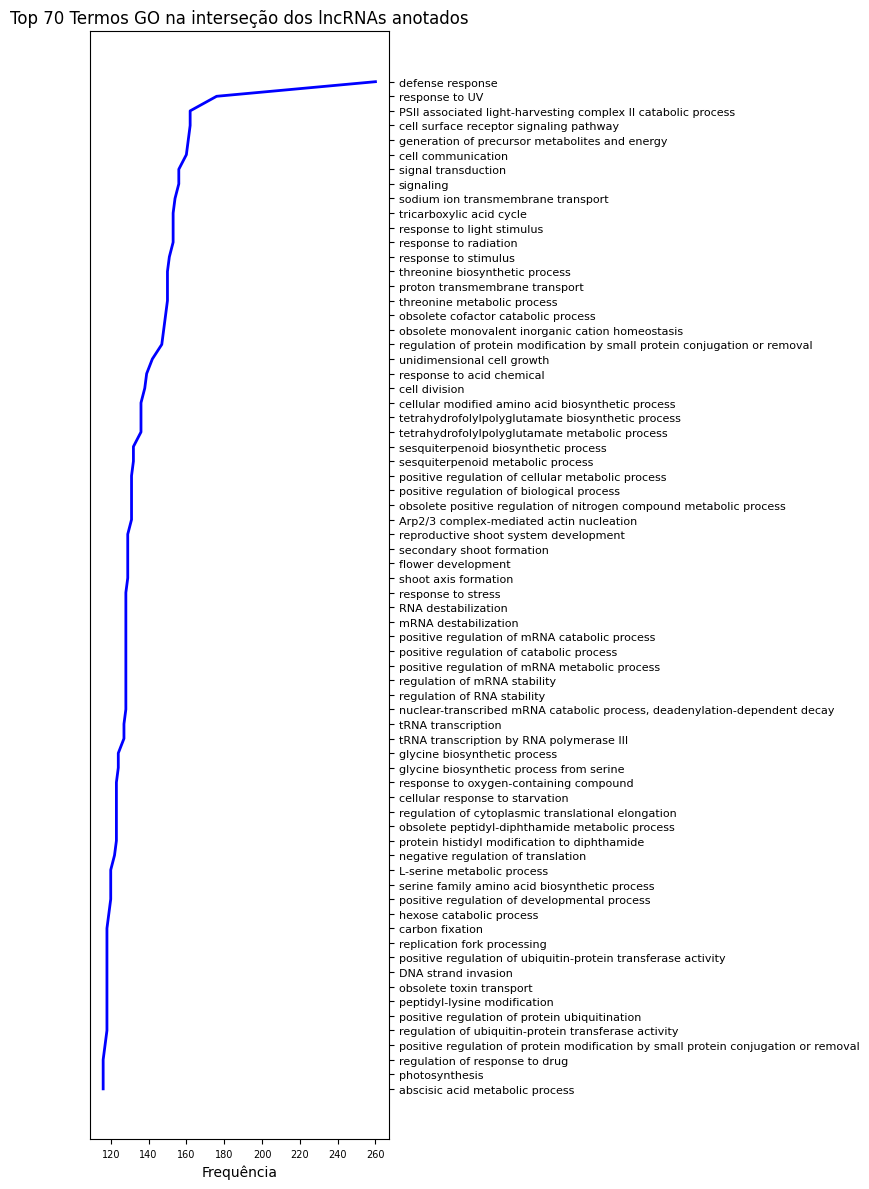 Top 70 Termos GO na interseção dos lncRNAs anotados
defense response
response to UV
PSII associated light-harvesting complex II catabolic process
cell surface receptor signaling pathway
generation of precursor metabolites and energy
cell communication
signal transduction
signaling
sodium ion transmembrane transport
tricarboxylic acid cycle
response to light stimulus
response to radiation
response to stimulus
threonine biosynthetic process
proton transmembrane transport
threonine metabolic process
obsolete cofactor catabolic process
obsolete monovalent inorganic cation homeostasis
regulation of protein modification by small protein conjugation or removal
unidimensional cell growth
response to acid chemical
cell division
cellular modified amino acid biosynthetic process
tetrahydrofolylpolyglutamate biosynthetic process
tetrahydrofolylpolyglutamate metabolic process
sesquiterpenoid biosynthetic process
sesquiterpenoid metabolic process
positive regulation of cellular metabolic process
positive regulation of biological process
obsolete positive regulation of nitrogen compound metabolic process
Arp2/3 complex-mediated actin nucleation
reproductive shoot system development
secondary shoot formation
flower development
shoot axis formation
response to stress
RNA destabilization
mRNA destabilization
positive regulation of mRNA catabolic process
positive regulation of catabolic process
positive regulation of mRNA metabolic process
regulation of mRNA stability
regulation of RNA stability
nuclear-transcribed mRNA catabolic process, deadenylation-dependent decay
tRNA transcription
tRNA transcription by RNA polymerase III
glycine biosynthetic process
glycine biosynthetic process from serine
response to oxygen-containing compound
cellular response to starvation
regulation of cytoplasmic translational elongation
obsolete peptidyl-diphthamide metabolic process
protein histidyl modification to diphthamide
negative regulation of translation
L-serine metabolic process
serine family amino acid biosynthetic process
positive regulation of developmental process
hexose catabolic process
carbon fixation
replication fork processing
positive regulation of ubiquitin-protein transferase activity
DNA strand invasion
obsolete toxin transport
peptidyl-lysine modification
positive regulation of protein ubiquitination
regulation of ubiquitin-protein transferase activity
positive regulation of protein modification by small protein conjugation or removal
regulation of response to drug
photosynthesis
abscisic acid metabolic process
120 140 160 180 200 220 240 260
Frequência